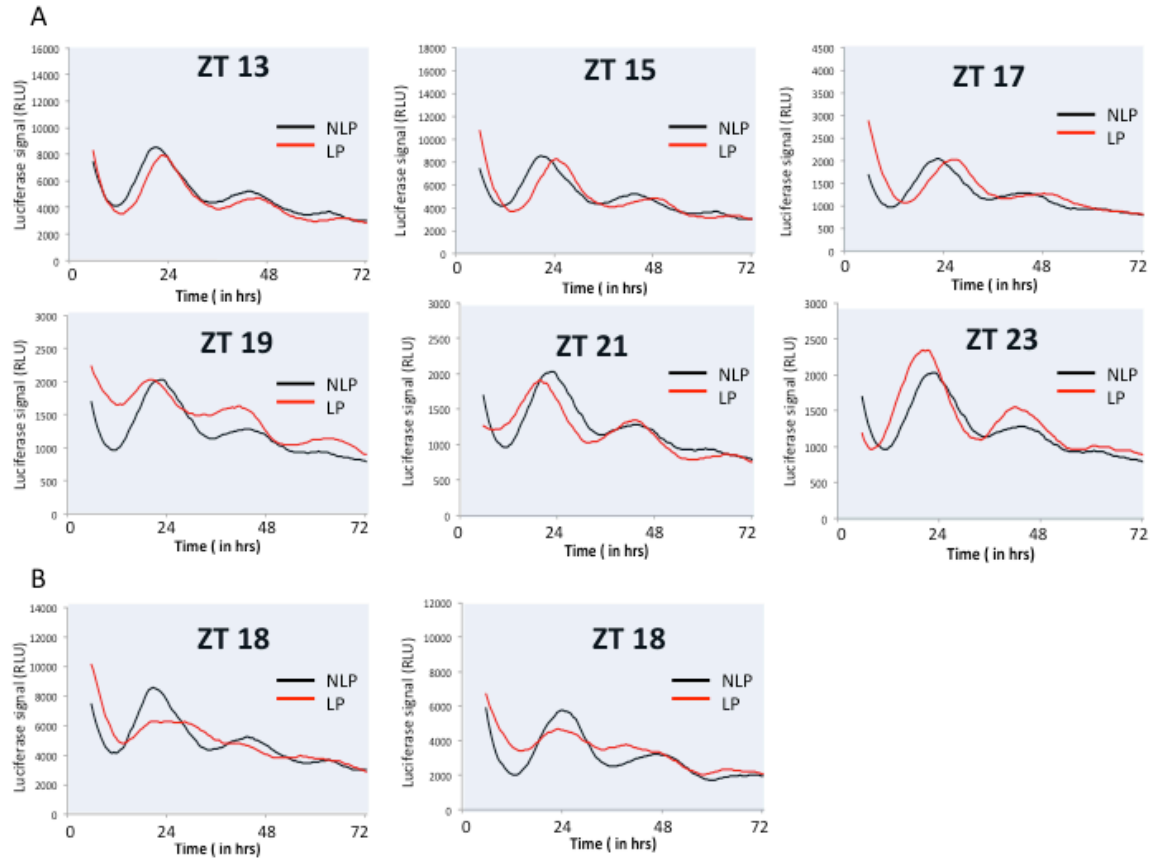 A
ZT 13
Luciferase signal (RLU)
16000
14000
12000
10000
8000
6000
4000
2000
0
NLP
LP
0 24 48 72
Time ( in hrs)
ZT 15
Luciferase signal (RLU)
18000
16000
14000
12000
10000
8000
6000
4000
2000
0
NLP
LP
0 24 48 72
Time ( in hrs)
ZT 17
Luciferase signal (RLU)
4500
4000
3500
3000
2500
2000
1500
1000
500
0
NLP
LP
0 24 48 72
Time ( in hrs)
ZT 19
Luciferase signal (RLU)
3000
2500
2000
1500
1000
500
0
NLP
LP
0 24 48 72
Time ( in hrs)
ZT 21
Luciferase signal (RLU)
3000
2500
2000
1500
1000
500
0
NLP
LP
0 24 48 72
Time ( in hrs)
ZT 23
Luciferase signal (RLU)
3000
2500
2000
1500
1000
500
0
NLP
LP
0 24 48 72
Time ( in hrs)
B
ZT 18
Luciferase signal (RLU)
14000
12000
10000
8000
6000
4000
2000
0
NLP
LP
0 24 48 72
Time ( in hrs)
ZT 18
Luciferase signal (RLU)
12000
10000
8000
6000
4000
2000
0
NLP
LP
0 24 48 72
Time ( in hrs)